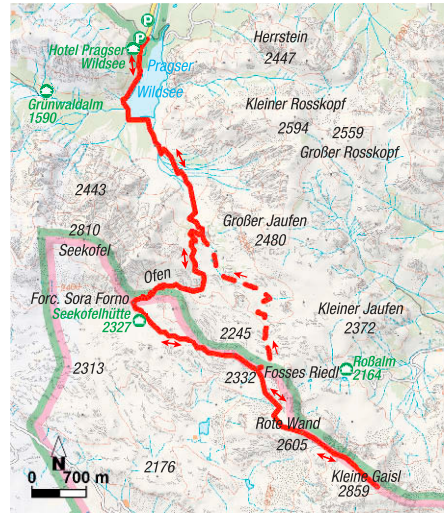 P
P
Herrstein
2447
Hotel Pragser
Wildsee
Pragser
Wildsee
Grünwaldalm
1590
Kleiner Rosskopf
2594
2559
Großer Rosskopf
2443
2810
Seekofel
Großer Jaufen
2480
Ofen
Forc. Sora Forno
Seekofelhütte
2327
Kleiner Jaufen
2372
2245
2313
2332
Fosses Riedl
Roßalm
2164
Rote Wand
2605
2176
Kleine Gaisl
2859
N
0 700 m